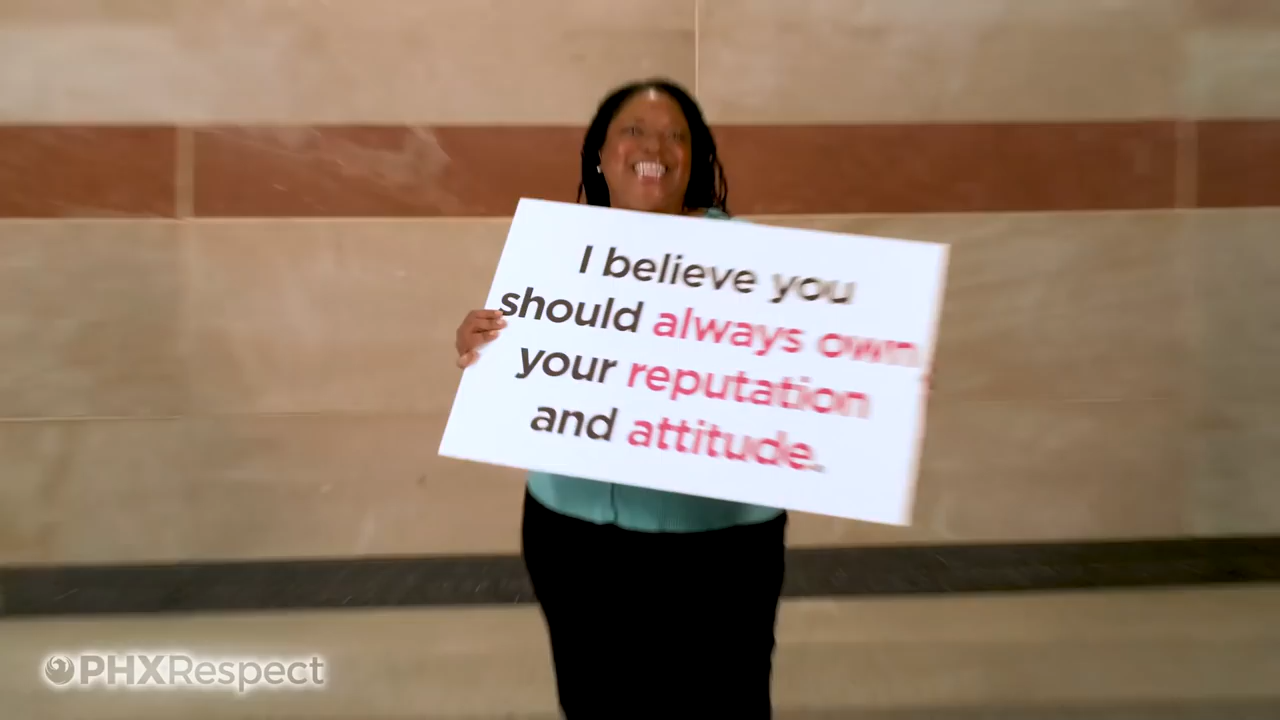 I believe you
should always own
your reputation
and attitude.
PHXRespect